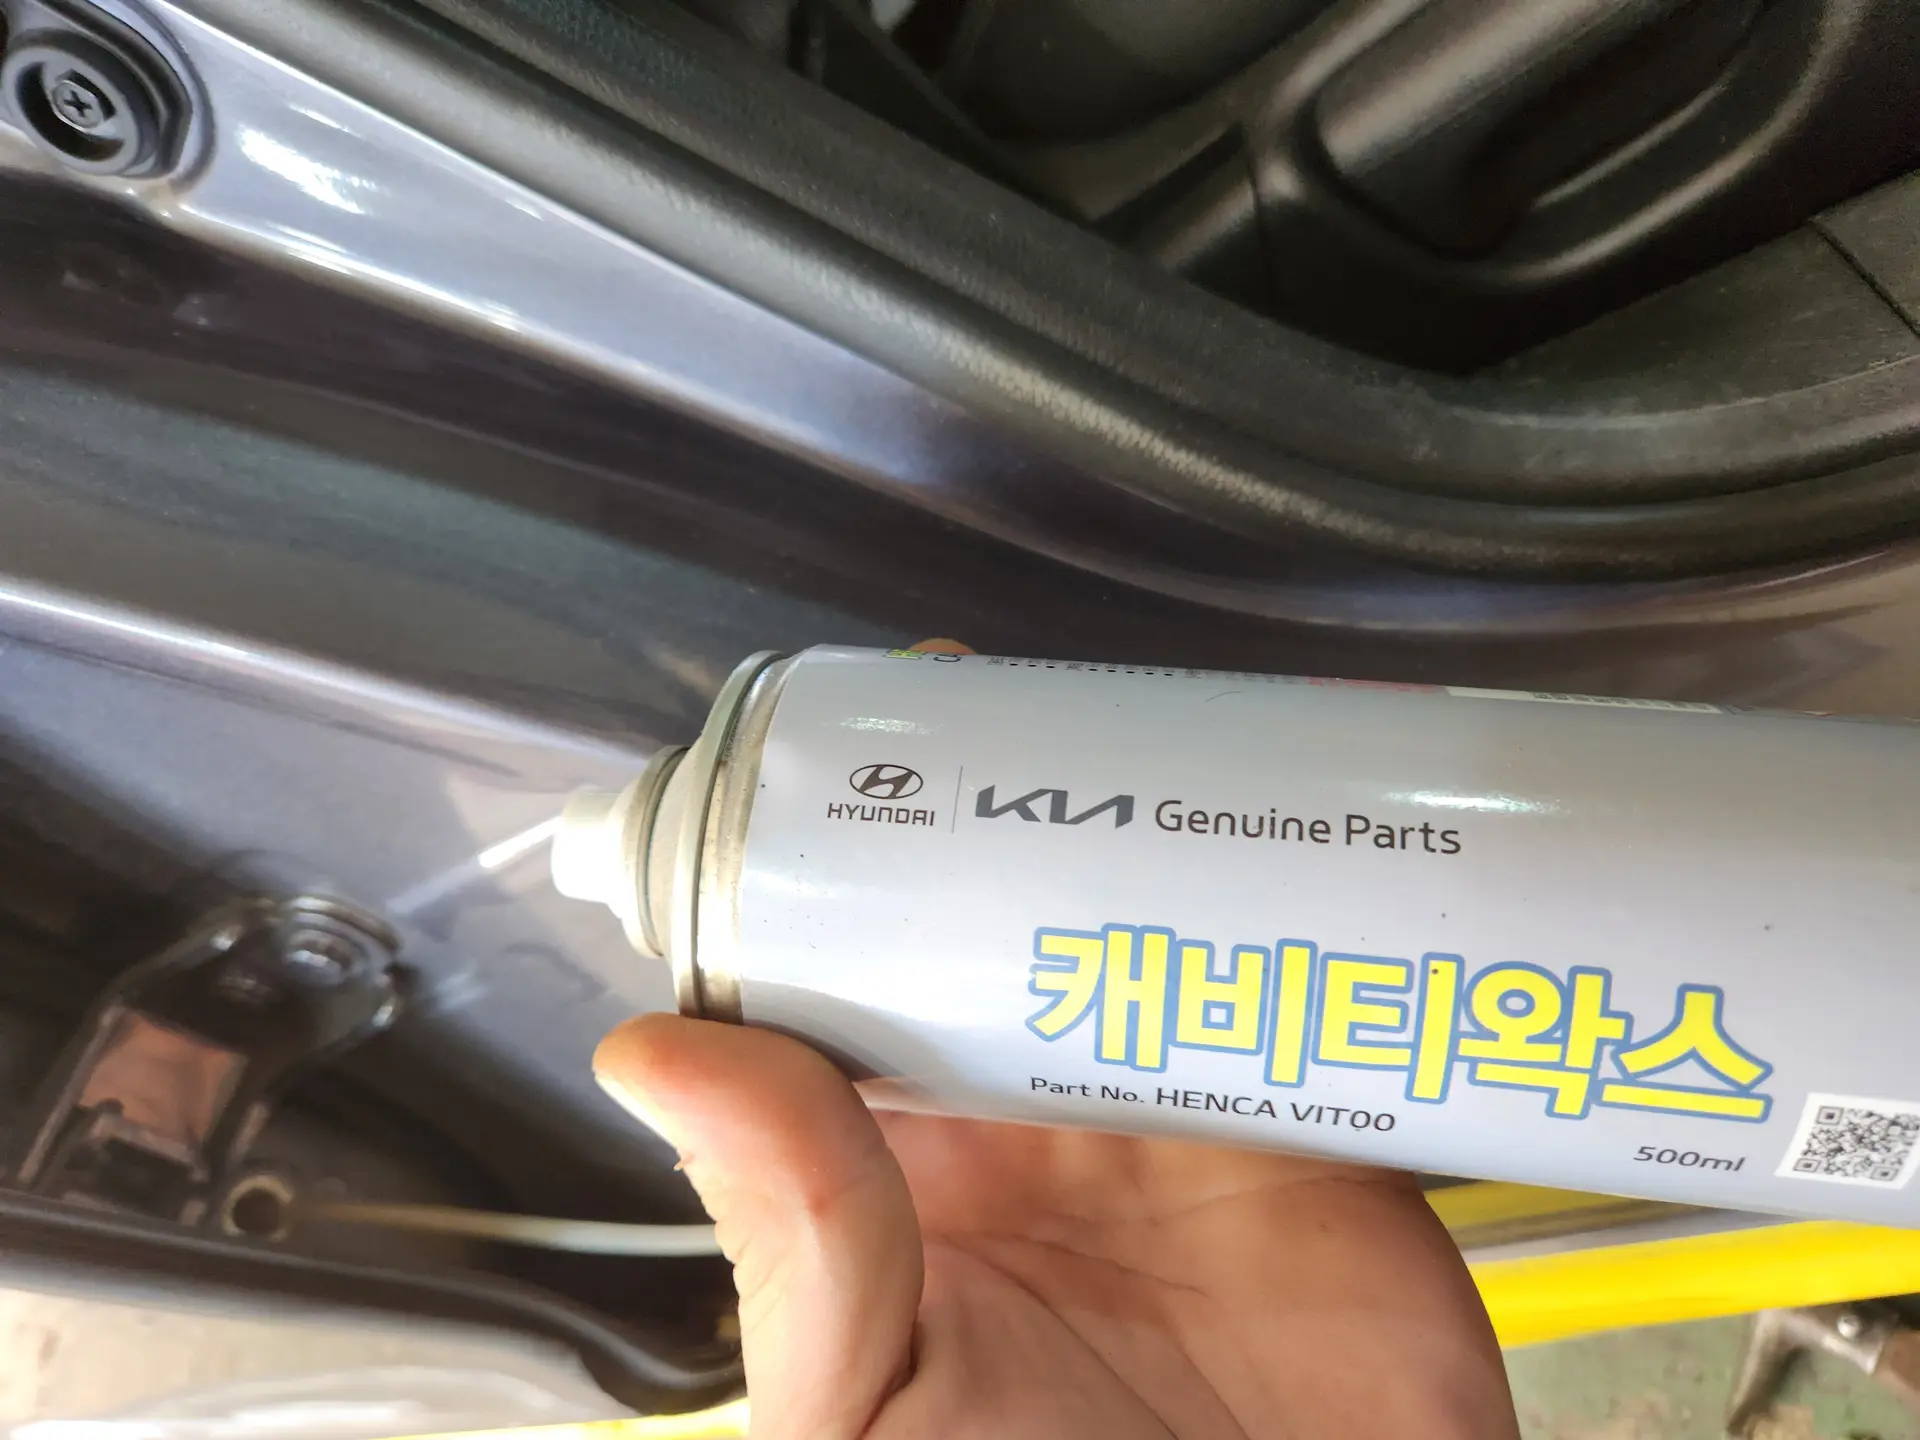 HYUNDAI KIA Genuine Parts
캐비티왁스
Part No. HENCA VIT00
500ml